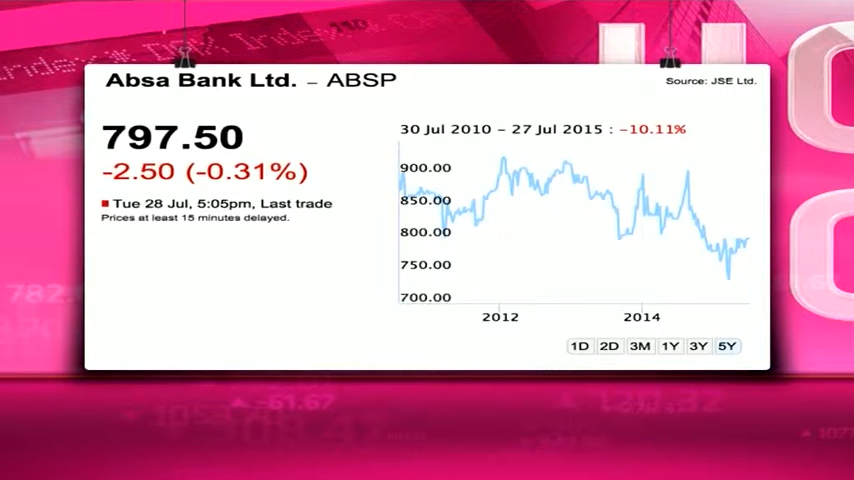 Absa Bank Ltd. – ABSP
Source: JSE Ltd.
797.50
-2.50 (-0.31%)
Tue 28 Jul, 5:05pm, Last trade
Prices at least 15 minutes delayed.
30 Jul 2010 – 27 Jul 2015 : -10.11%
900.00
850.00
800.00
750.00
700.00
2012
2014
1D 2D 3M 1Y 3Y 5Y
-61.67